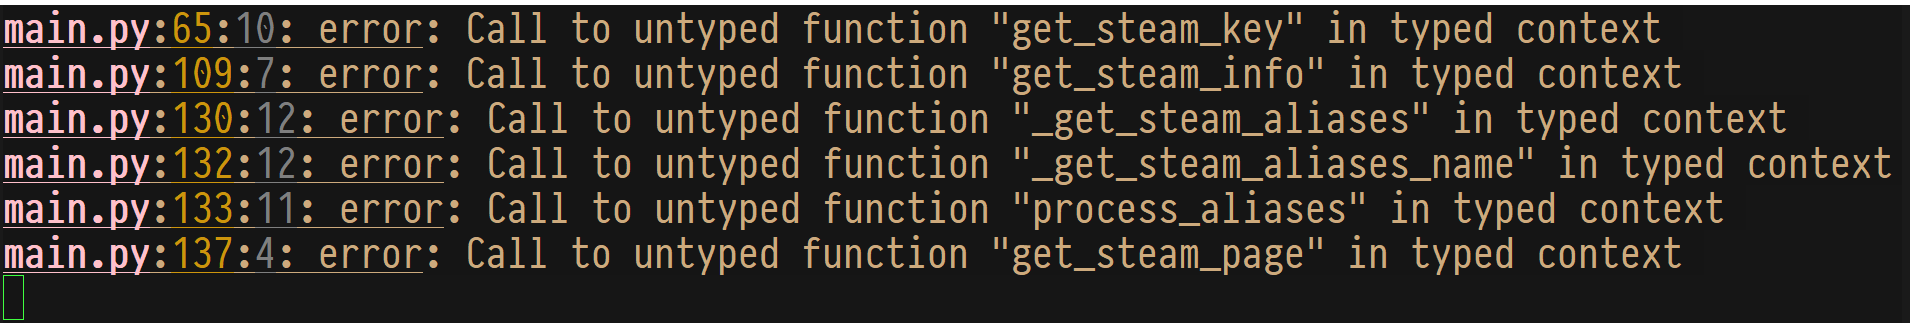 main.py:65:10: error: Call to untyped function "get_steam_key" in typed context
main.py:109:7: error: Call to untyped function "get_steam_info" in typed context
main.py:130:12: error: Call to untyped function "_get_steam_aliases" in typed context
main.py:132:12: error: Call to untyped function "_get_steam_aliases_name" in typed context
main.py:133:11: error: Call to untyped function "process_aliases" in typed context
main.py:137:4: error: Call to untyped function "get_steam_page" in typed context